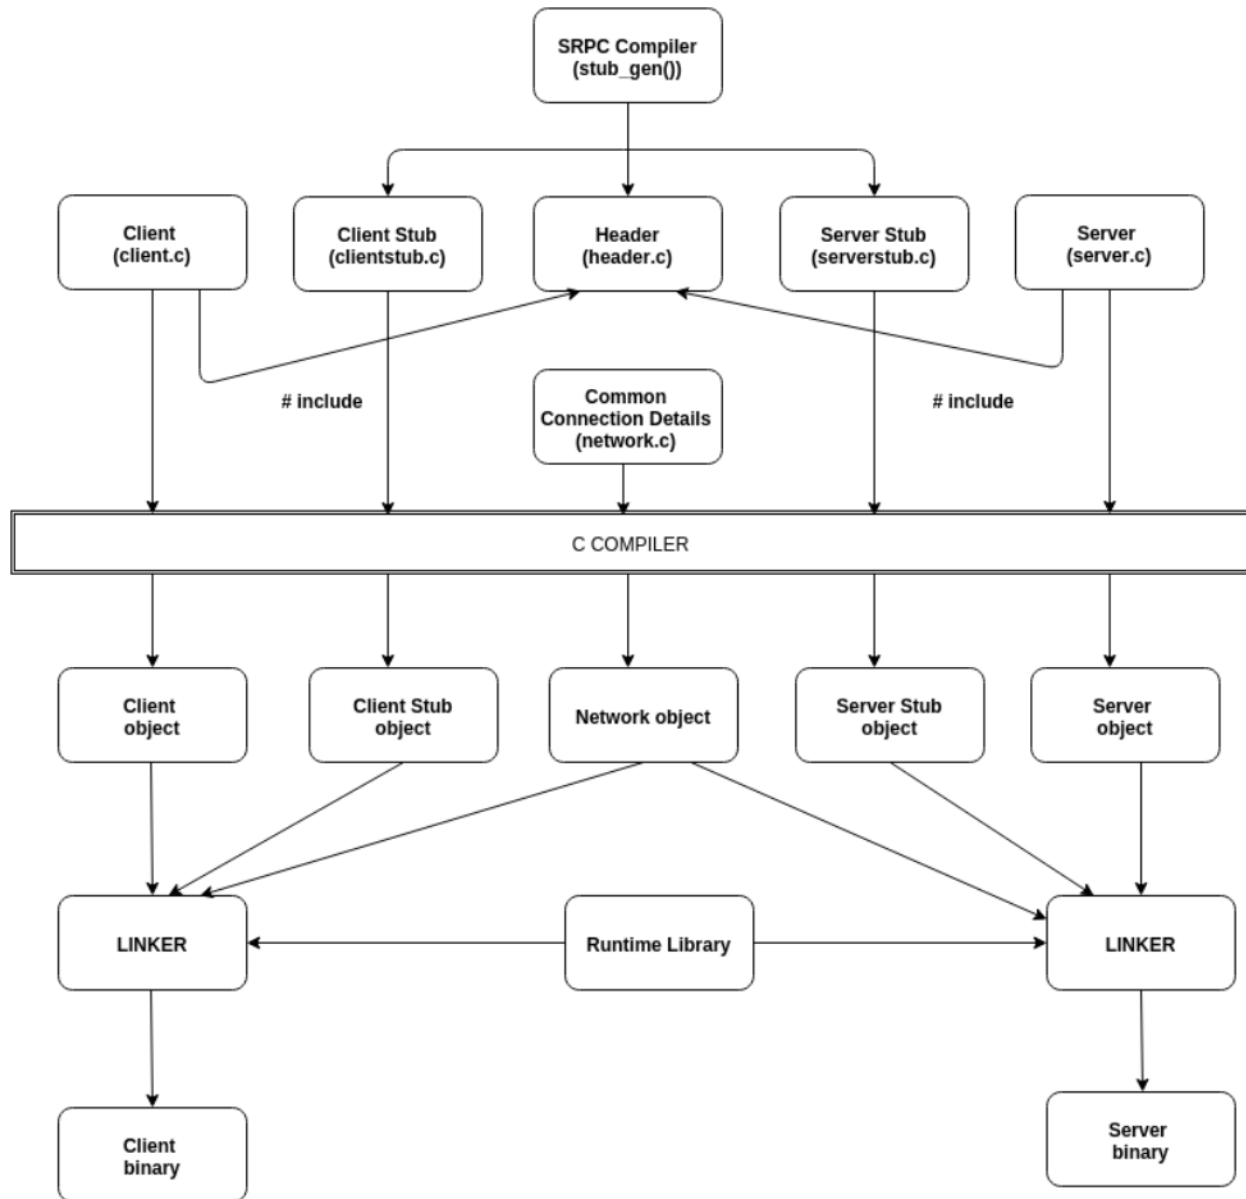 SRPC Compiler
(stub_gen())
Client
(client.c)
Client Stub
(clientstub.c)
Header
(header.c)
Server Stub
(serverstub.c)
Server
(server.c)
# include
Common
Connection Details
(network.c)
# include
C COMPILER
Client
object
Client Stub
object
Network object
Server Stub
object
Server
object
LINKER
Runtime Library
LINKER
Client
binary
Server
binary